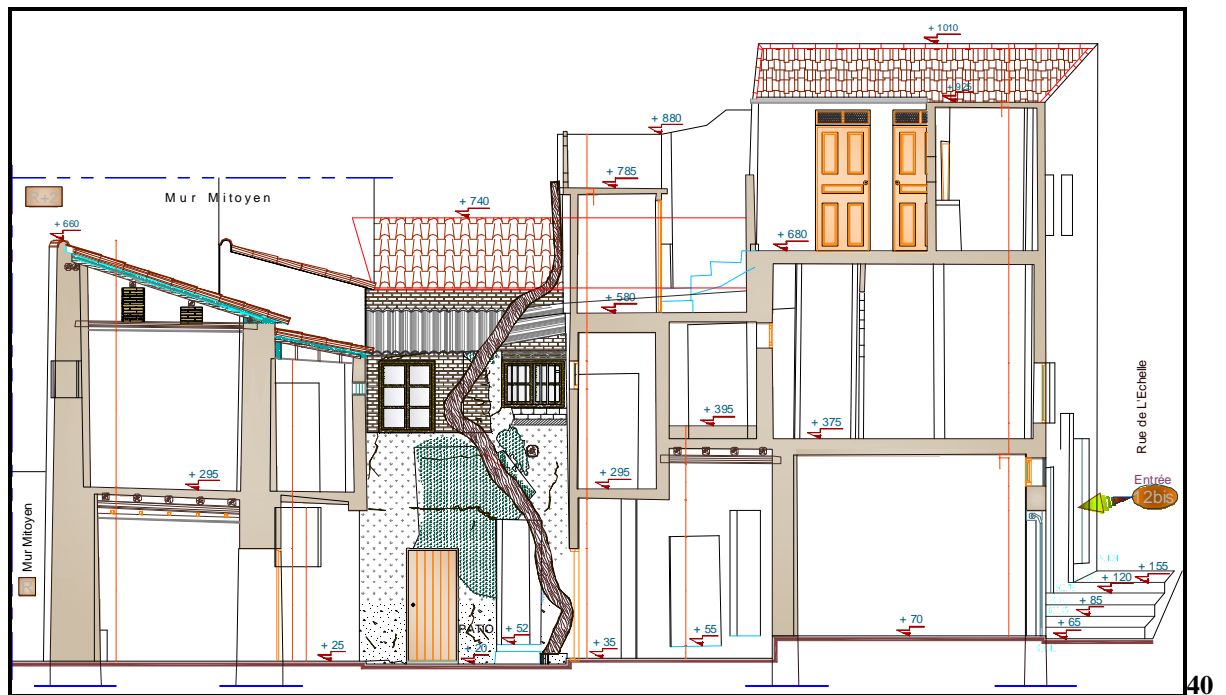 + 1010
+ 925
+ 880
+ 785
R+2
Mur Mitoyen
+ 740
+ 660
+ 680
+ 580
+ 395
+ 375
+ 295
+ 295
Rue de L'Echelle
Entrée
12bis
Mur Mitoyen
R
+ 155
+ 120
+ 85
+ 65
+ 70
PATIO
+ 52
+ 55
+ 35
+ 25
+ 20
40